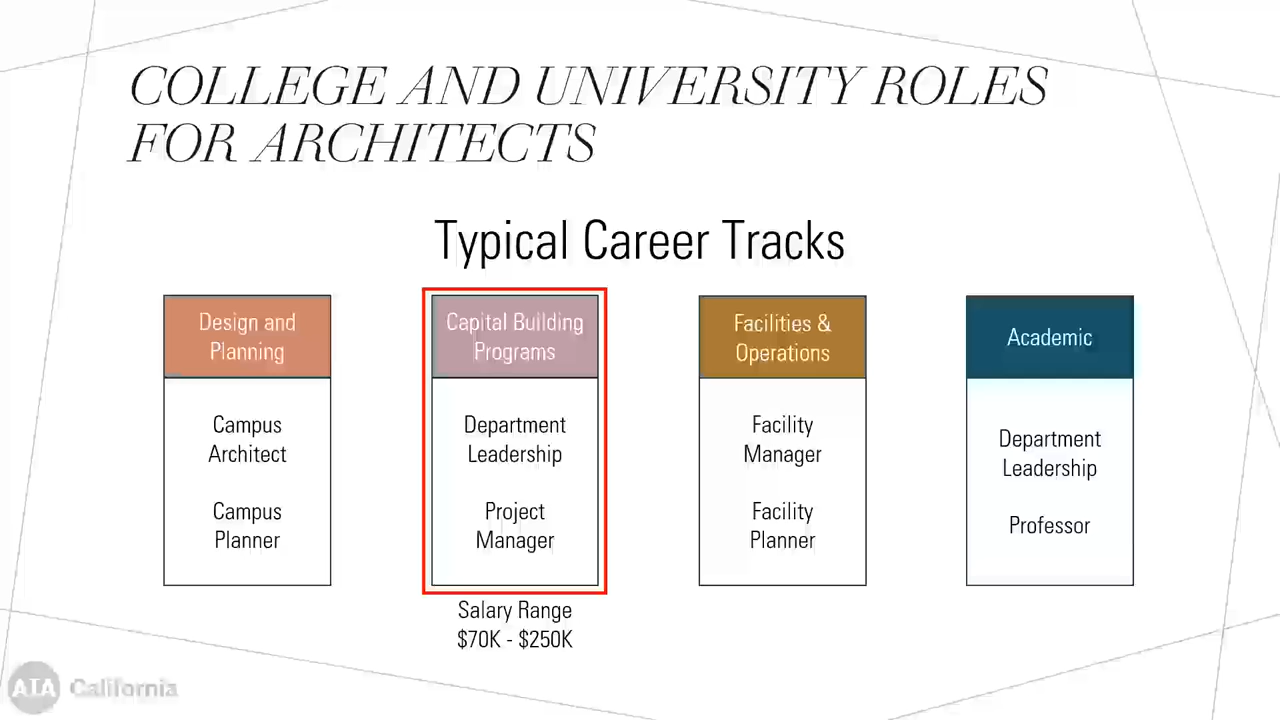 COLLEGE AND UNIVERSITY ROLES
FOR ARCHITECTS
Typical Career Tracks
Design and
Planning
Campus
Architect
Campus
Planner
Capital Building
Programs
Department
Leadership
Project
Manager
Salary Range
$70K - $250K
Facilities &
Operations
Facility
Manager
Facility
Planner
Academic
Department
Leadership
Professor
AIA California